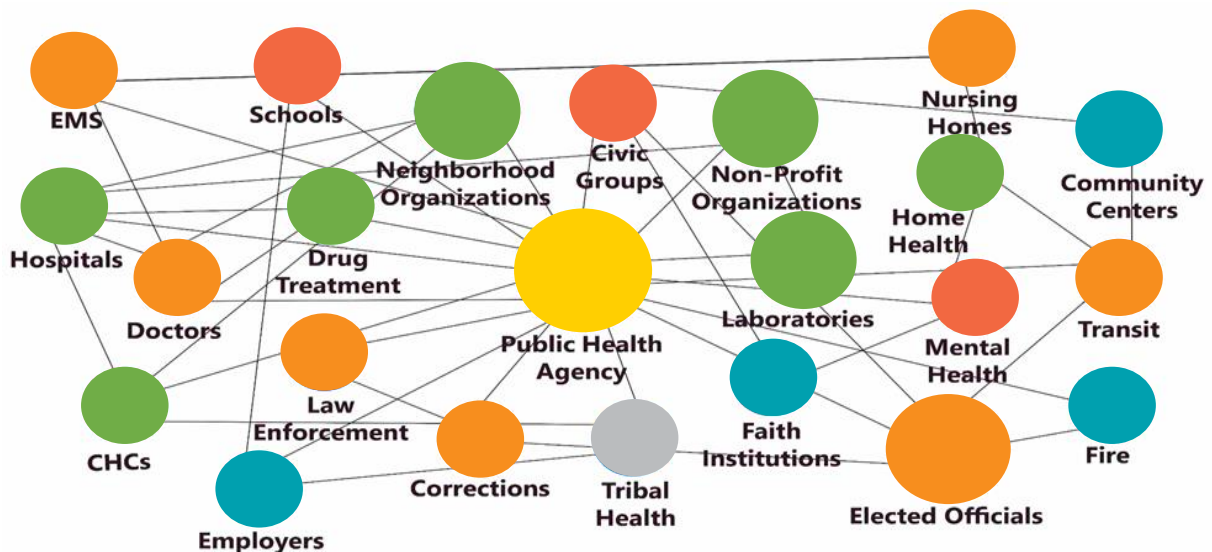 EMS
Schools
Neighborhood
Organizations
Civic
Groups
Non-Profit
Organizations
Nursing
Homes
Community
Centers
Hospitals
Drug
Treatment
Home
Health
Doctors
Public Health
Agency
Laboratories
Mental
Health
Transit
Law
Enforcement
CHCs
Corrections
Tribal
Health
Faith
Institutions
Fire
Employers
Elected Officials